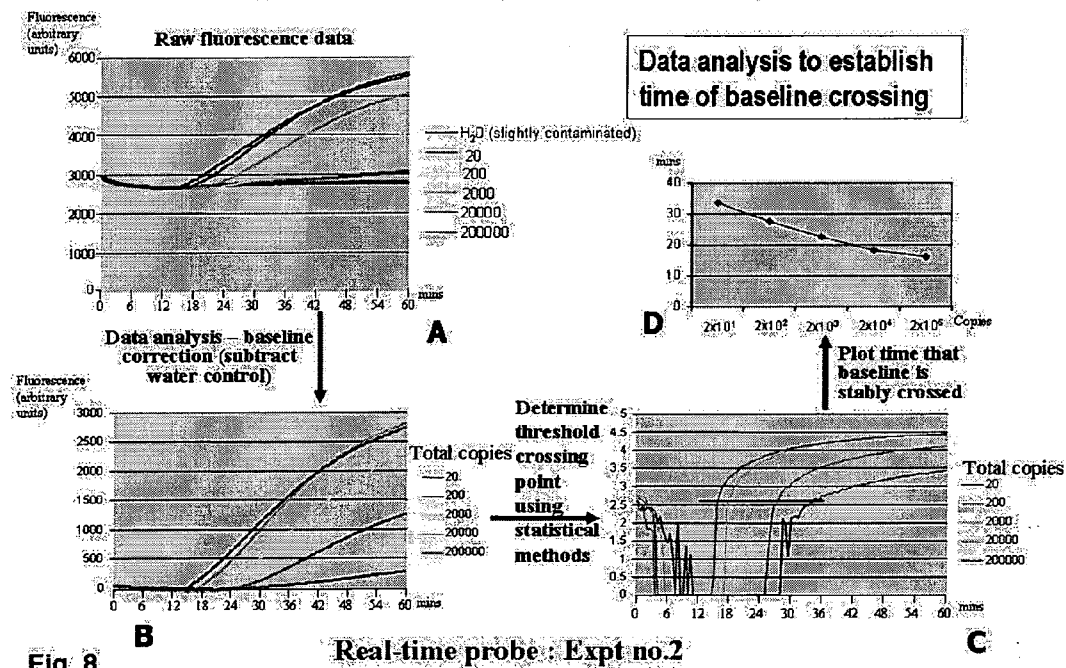 Fluorescence
(arbitrary
units)
Raw fluorescence data
6000
5000
4000
3000
2000
1000
0
0 6 12 18 24 30 36 42 48 54 60 mins
H₂O (slightly contaminated)
20
200
2000
20000
200000
A
Data analysis to establish
time of baseline crossing
mins
40
30
20
10
0
2x10¹ 2x10² 2x10³ 2x10⁴ 2x10⁵ Copies
D
Data analysis – baseline
correction (subtract
water control)
Plot time that
baseline is
stably crossed
Fluorescence
(arbitrary
units)
3000
2500
2000
1500
1000
500
0
0 6 12 18 24 30 36 42 48 54 60 mins
Total copies
20
200
2000
20000
200000
B
Determine
threshold
crossing
point
using
statistical
methods
5
4.5
4
3.5
3
2.5
2
1.5
1
0.5
0
0 6 12 18 24 30 36 42 48 54 60 mins
Total copies
20
200
2000
20000
200000
C
Fig. 8
Real-time probe : Expt no.2